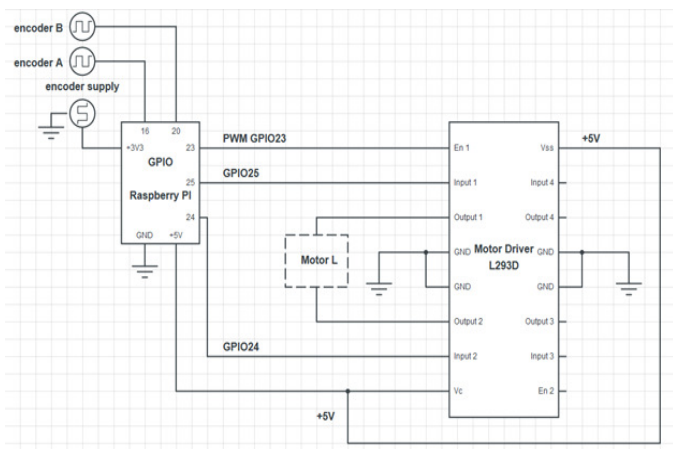 encoder B
encoder A
encoder supply
16 20
+3V3 23
GPIO
25
Raspberry PI
24
GND +5V
PWM GPIO23
GPIO25
GPIO24
Motor L
+5V
En 1 Vss
Input 1 Input 4
Output 1 Output 4
GND Motor Driver GND
L293D
GND GND
Output 2 Output 3
Input 2 Input 3
Vc En 2
+5V